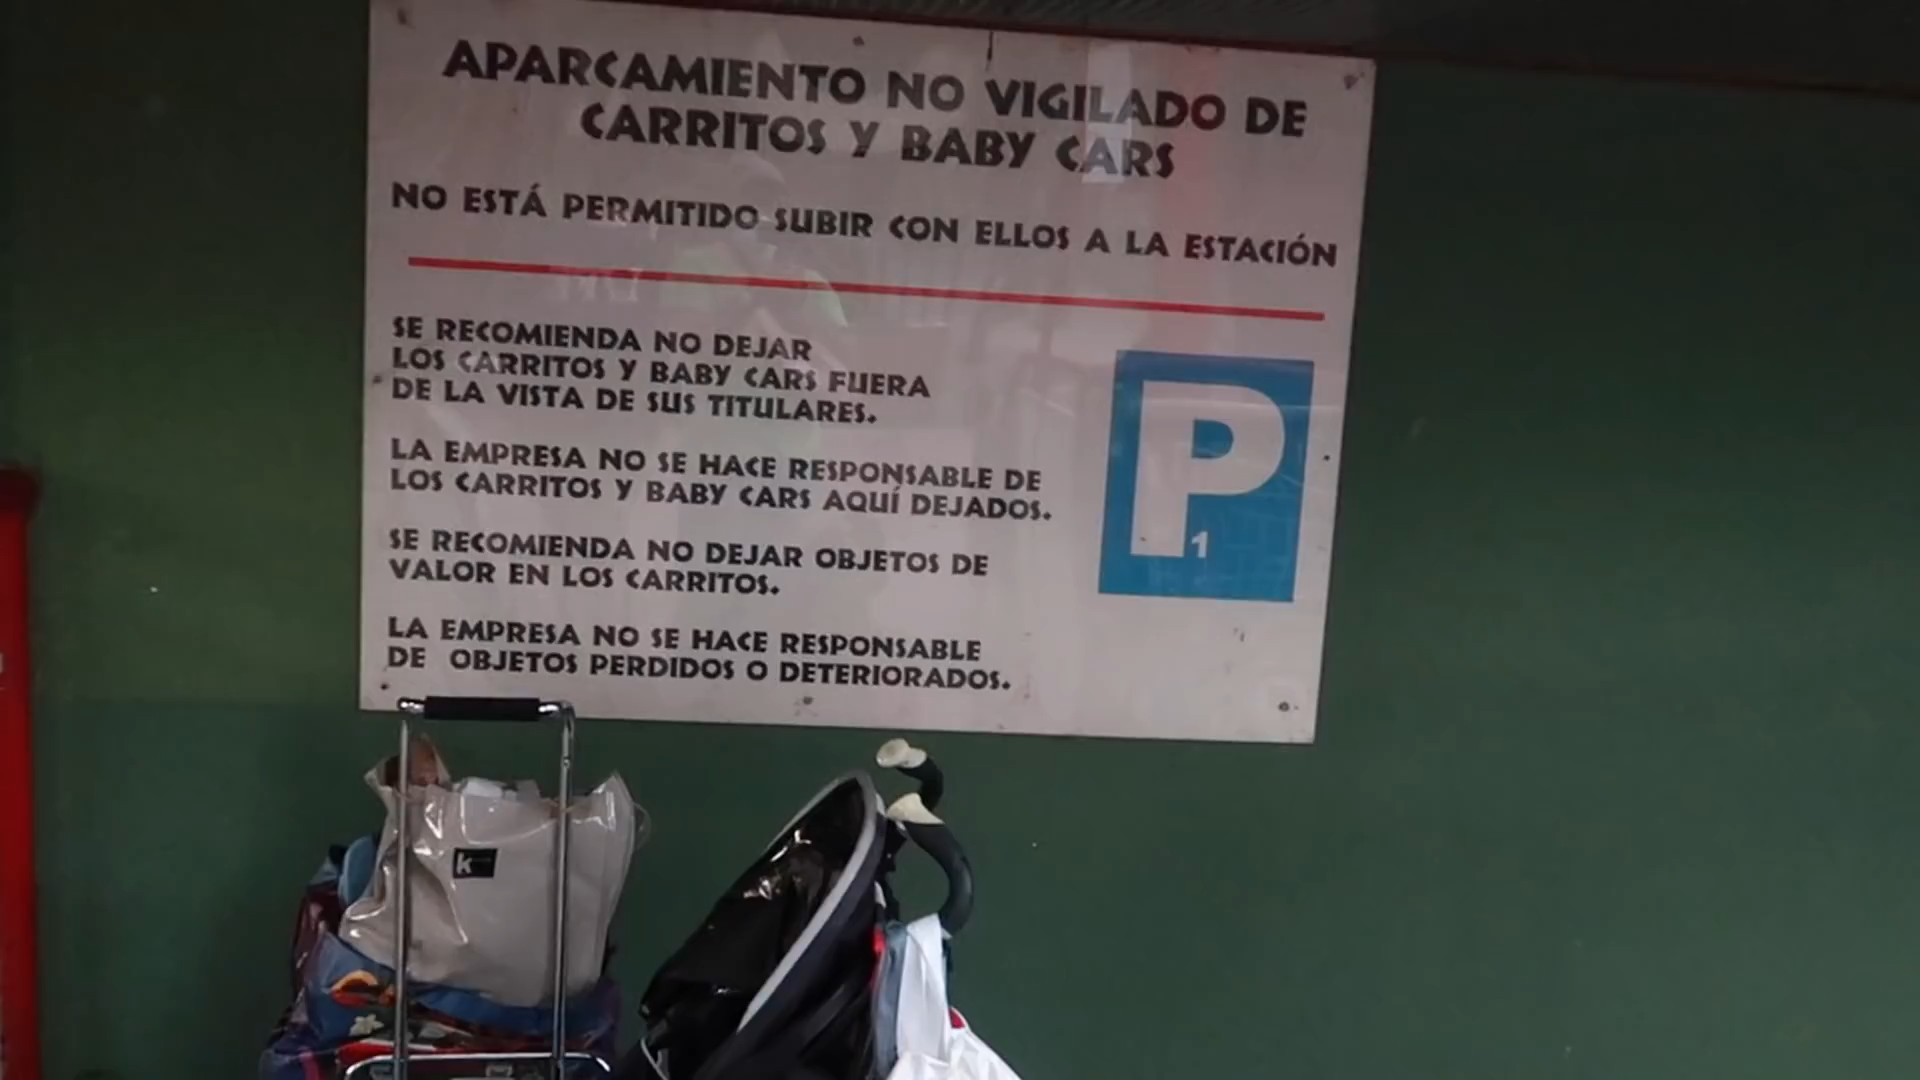 APARCAMIENTO NO VIGILADO DE
CARRITOS Y BABY CARS
NO ESTÁ PERMITIDO SUBIR CON ELLOS A LA ESTACIÓN
SE RECOMIENDA NO DEJAR
LOS CARRITOS Y BABY CARS FUERA
DE LA VISTA DE SUS TITULARES.
LA EMPRESA NO SE HACE RESPONSABLE DE
LOS CARRITOS Y BABY CARS AQUÍ DEJADOS.
SE RECOMIENDA NO DEJAR OBJETOS DE
VALOR EN LOS CARRITOS.
LA EMPRESA NO SE HACE RESPONSABLE
DE OBJETOS PERDIDOS O DETERIORADOS.
P
1
k